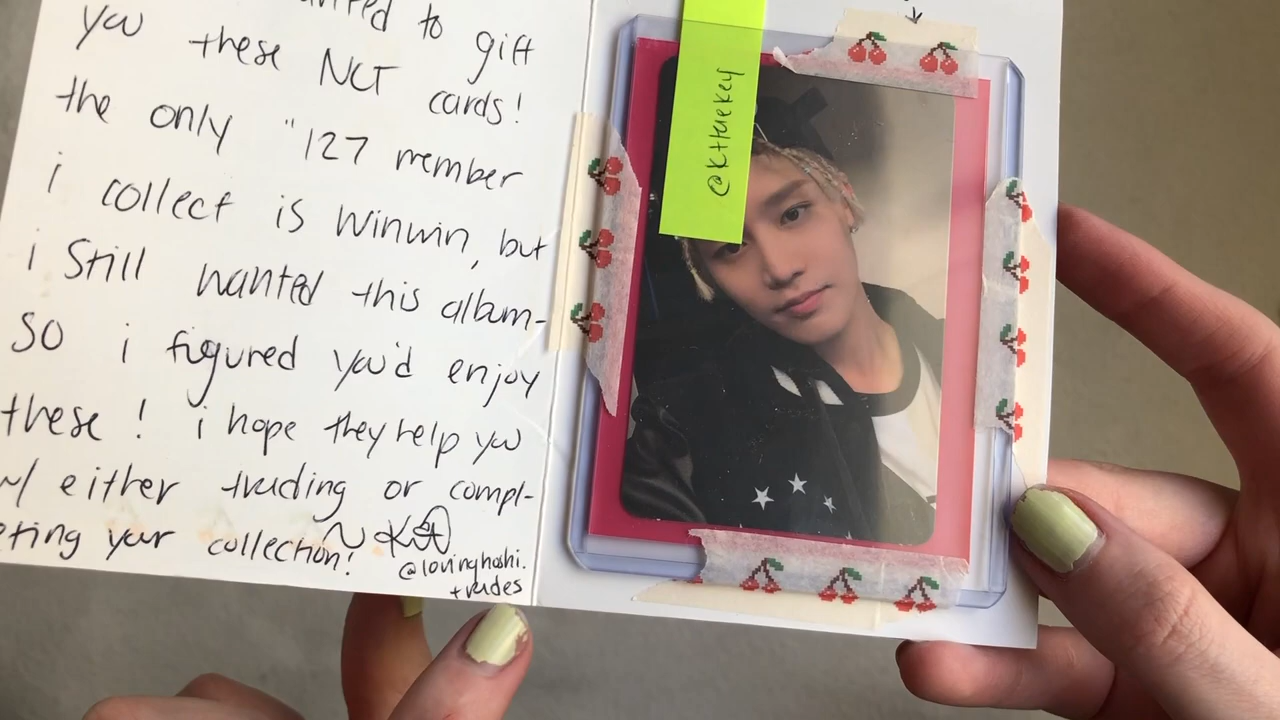 to gift
you these NCT cards!
the only "127 member
i collect is winwin, but
i still wanted this album-
so i figured you'd enjoy
these! i hope they help you
w/ either trading or compl-
eting your collection!
@lovinghoshi.
trades
@kttaekey